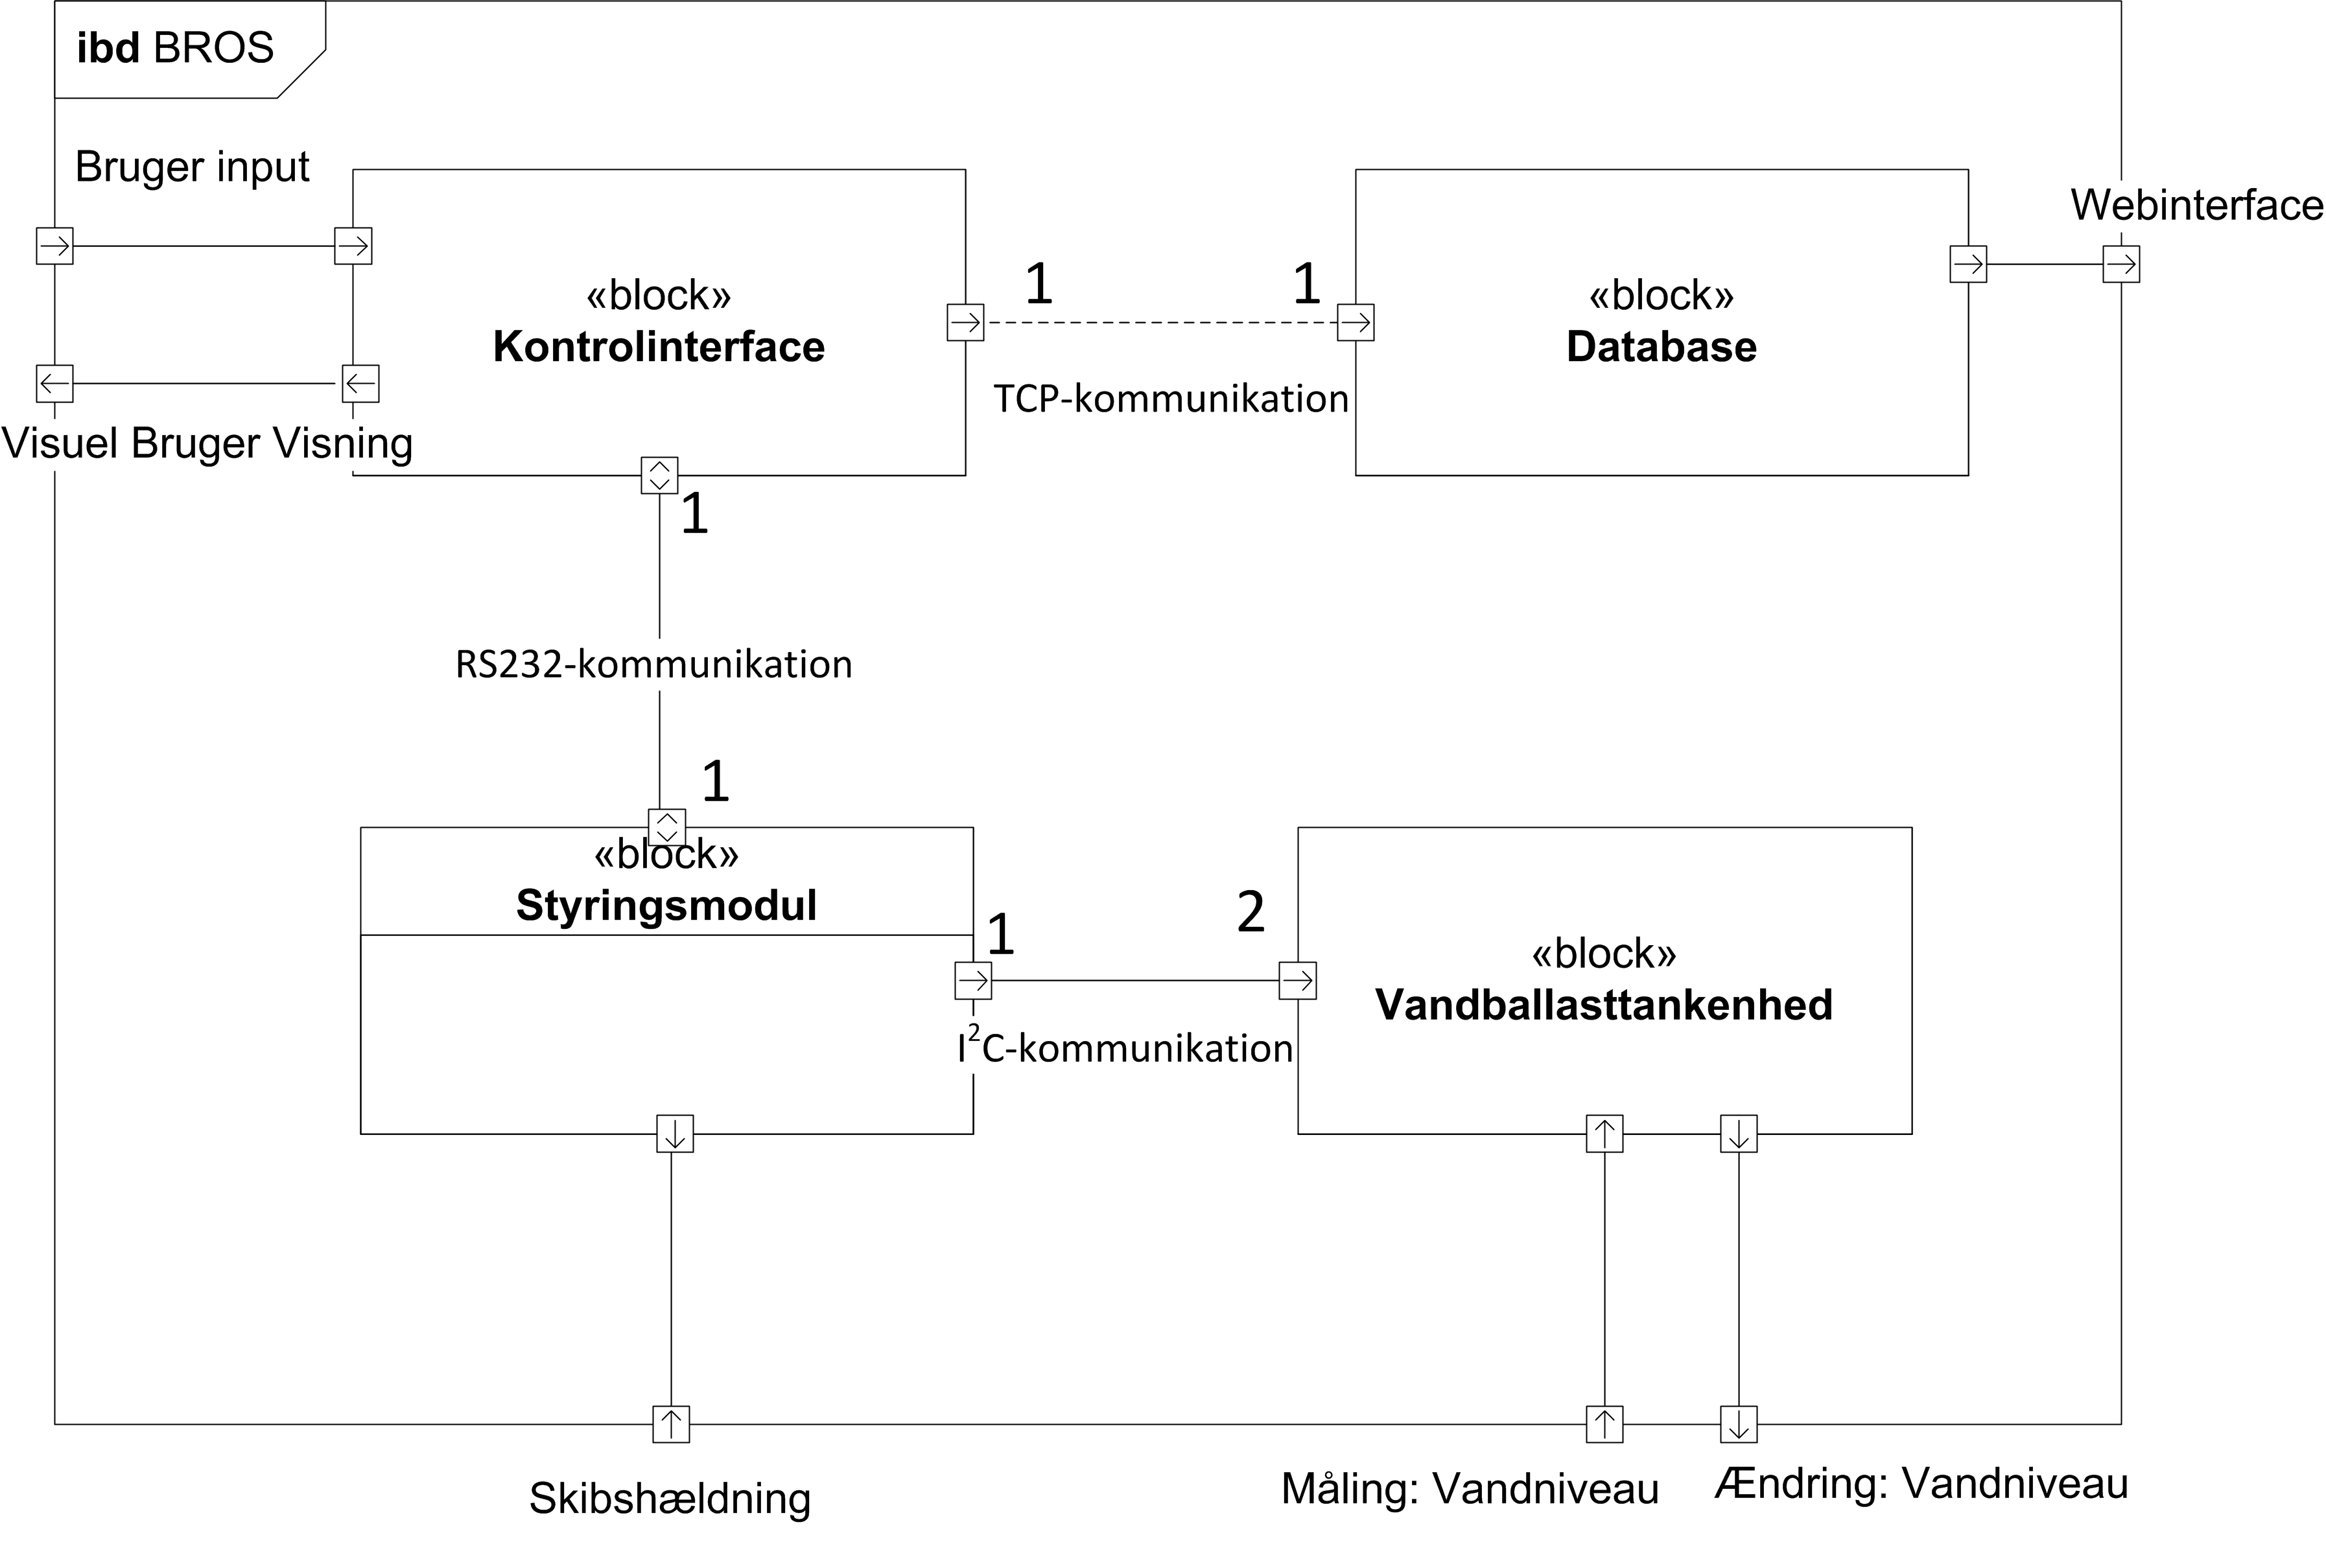 ibd BROS
Bruger input
Webinterface
«block»
Kontrolinterface
1
1
«block»
Database
TCP-kommunikation
Visuel Bruger Visning
1
RS232-kommunikation
1
«block»
Styringsmodul
1
2
«block»
Vandballasttankenhed
I²C-kommunikation
Skibshældning
Måling: Vandniveau
Ændring: Vandniveau